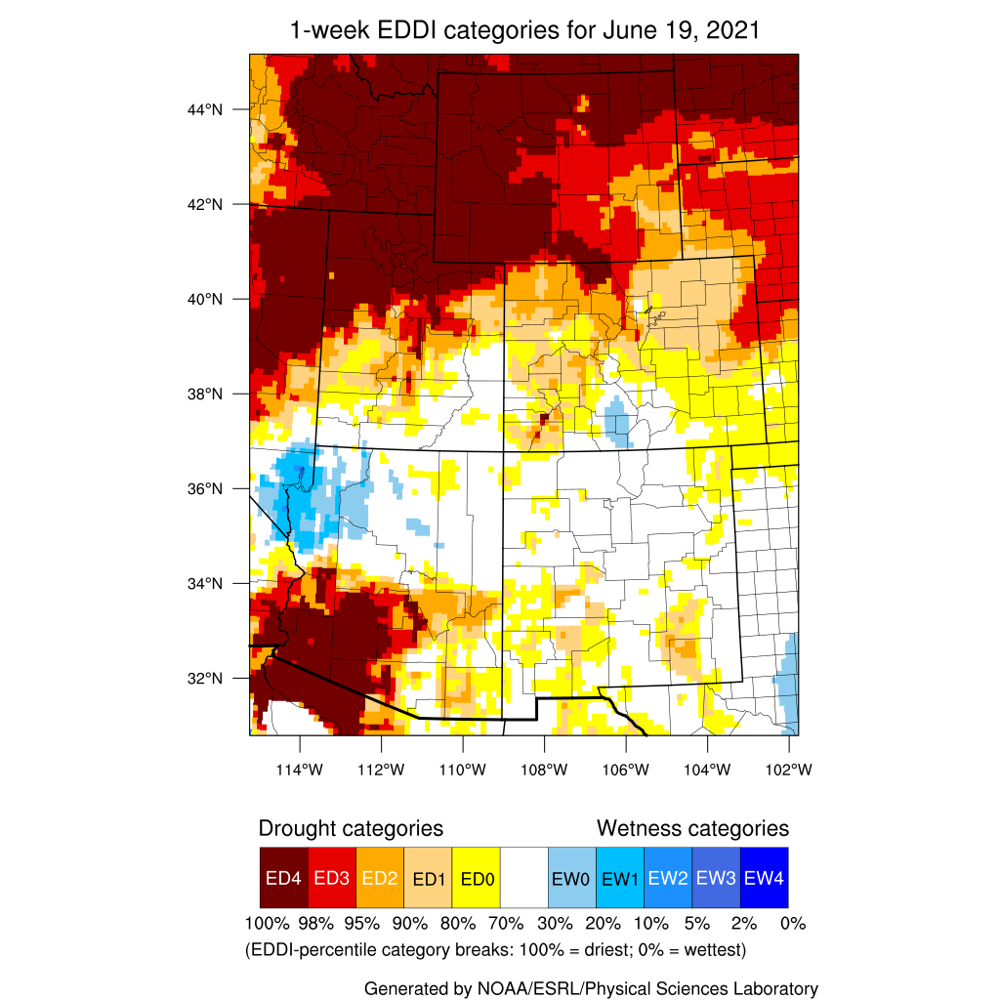 1-week EDDI categories for June 19, 2021
44°N
42°N
40°N
38°N
36°N
34°N
32°N
114°W 112°W 110°W 108°W 106°W 104°W 102°W
Drought categories Wetness categories
ED4 ED3 ED2 ED1 ED0 EW0 EW1 EW2 EW3 EW4
100% 98% 95% 90% 80% 70% 30% 20% 10% 5% 2% 0%
(EDDI-percentile category breaks: 100% = driest; 0% = wettest)
Generated by NOAA/ESRL/Physical Sciences Laboratory